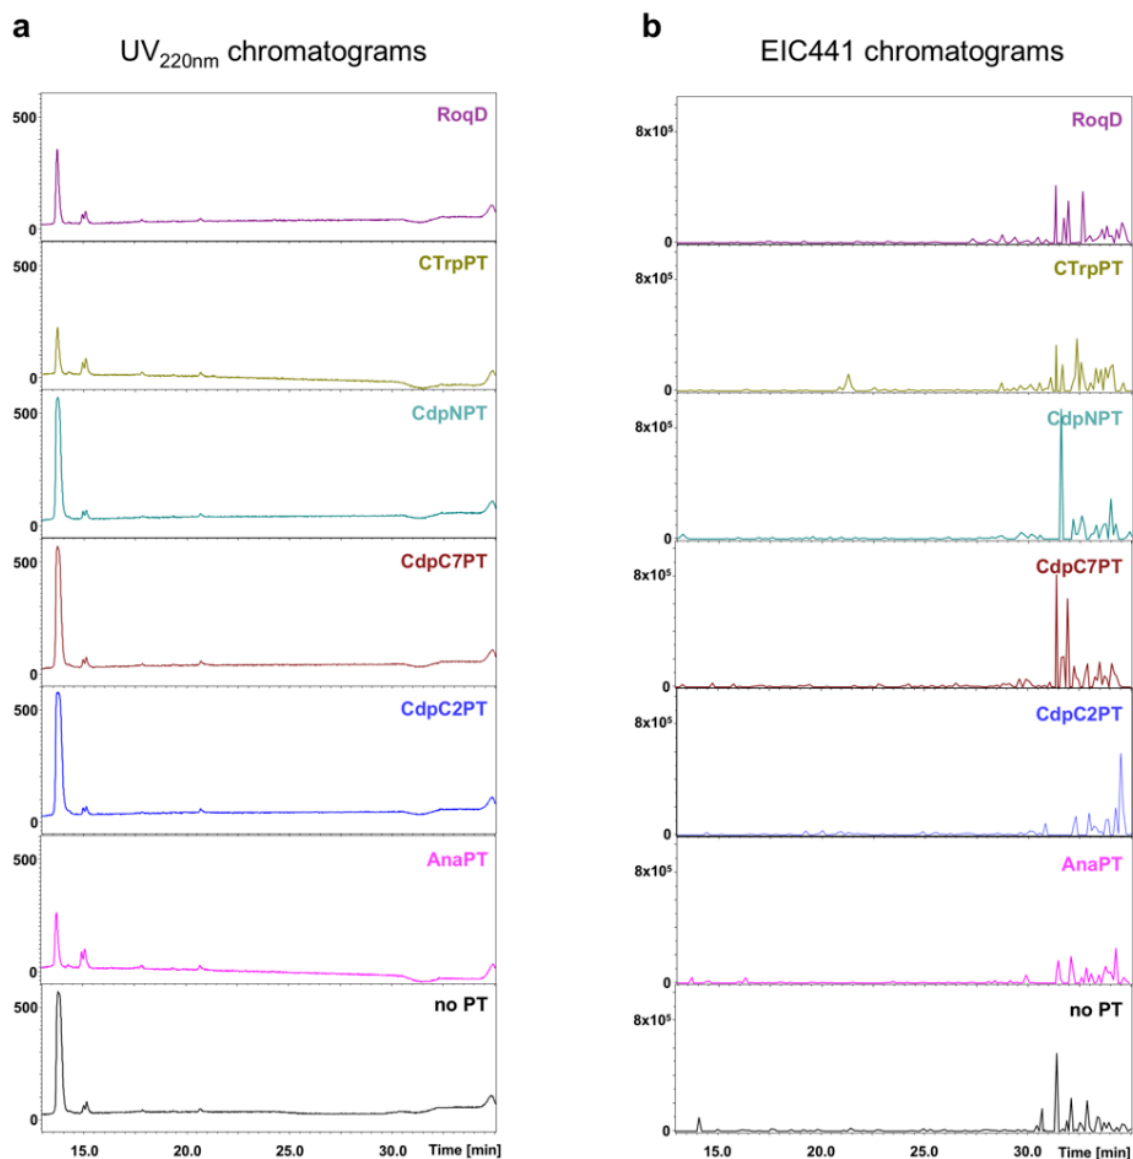 a
UV220nm chromatograms
500
RoqD
0
500
CTrpPT
0
500
CdpNPT
0
500
CdpC7PT
0
500
CdpC2PT
0
500
AnaPT
0
500
no PT
0
15.0 20.0 25.0 30.0 Time [min]
b
EIC441 chromatograms
RoqD
8x10⁵
0
CTrpPT
8x10⁵
0
CdpNPT
8x10⁵
0
CdpC7PT
8x10⁵
0
CdpC2PT
8x10⁵
0
AnaPT
8x10⁵
0
no PT
8x10⁵
0
15.0 20.0 25.0 30.0 Time [min]